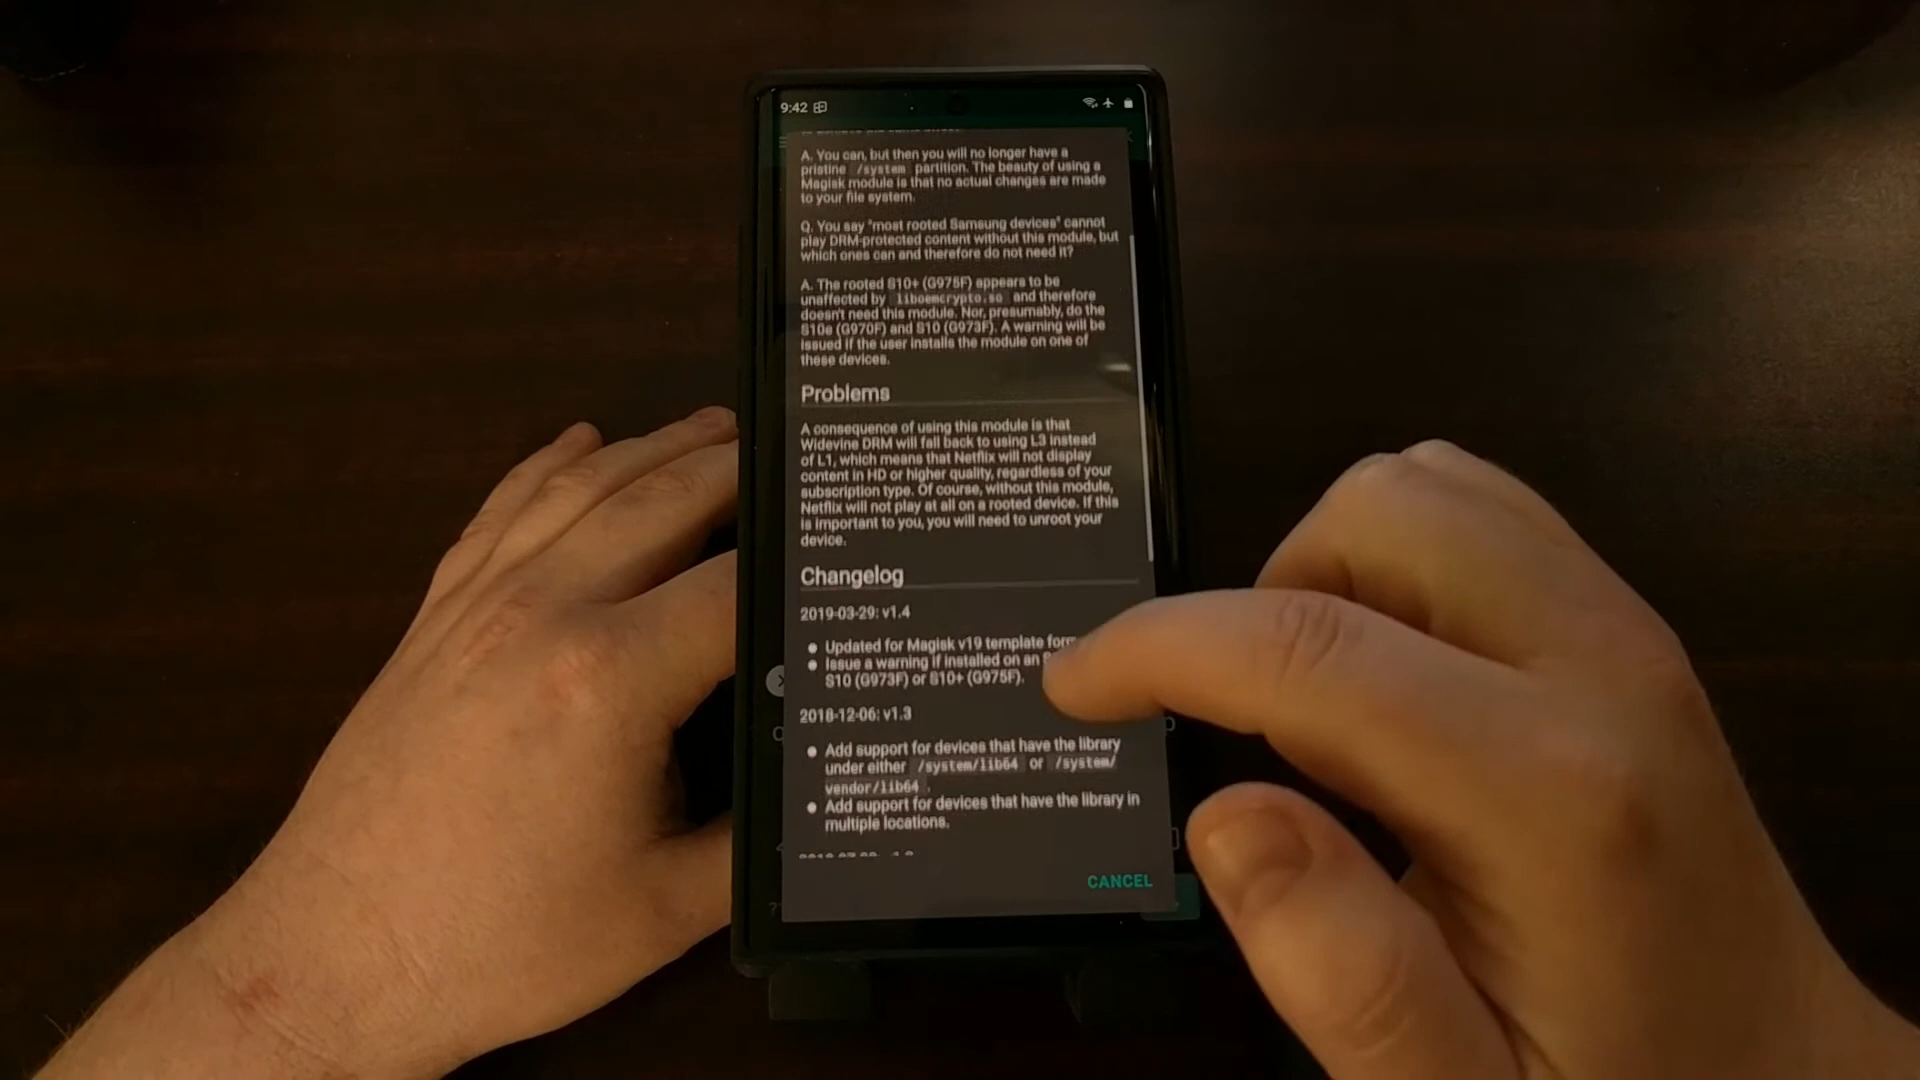 9:42
A. You can, but then you will no longer have a
pristine /system partition. The beauty of using a
Magisk module is that no actual changes are made
to your file system.
Q. You say "most rooted Samsung devices" cannot
play DRM-protected content without this module, but
which ones can and therefore do not need it?
A. The rooted S10+ (G975F) appears to be
unaffected by liboemcrypto.so and therefore
doesn't need this module. Nor, presumably, do the
S10e (G970F) and S10 (G973F). A warning will be
issued if the user installs the module on one of
these devices.
Problems
A consequence of using this module is that
Widevine DRM will fall back to using L3 instead
of L1, which means that Netflix will not display
content in HD or higher quality, regardless of your
subscription type. Of course, without this module,
Netflix will not play at all on a rooted device. If this
is important to you, you will need to unroot your
device.
Changelog
2019-03-29: v1.4
Updated for Magisk v19 template
Issue a warning if installed on an
S10 (G973F) or S10+ (G975F).
2018-12-06: v1.3
Add support for devices that have the library
under either /system/lib64 or /system/
vendor/lib64 .
Add support for devices that have the library in
multiple locations.
CANCEL